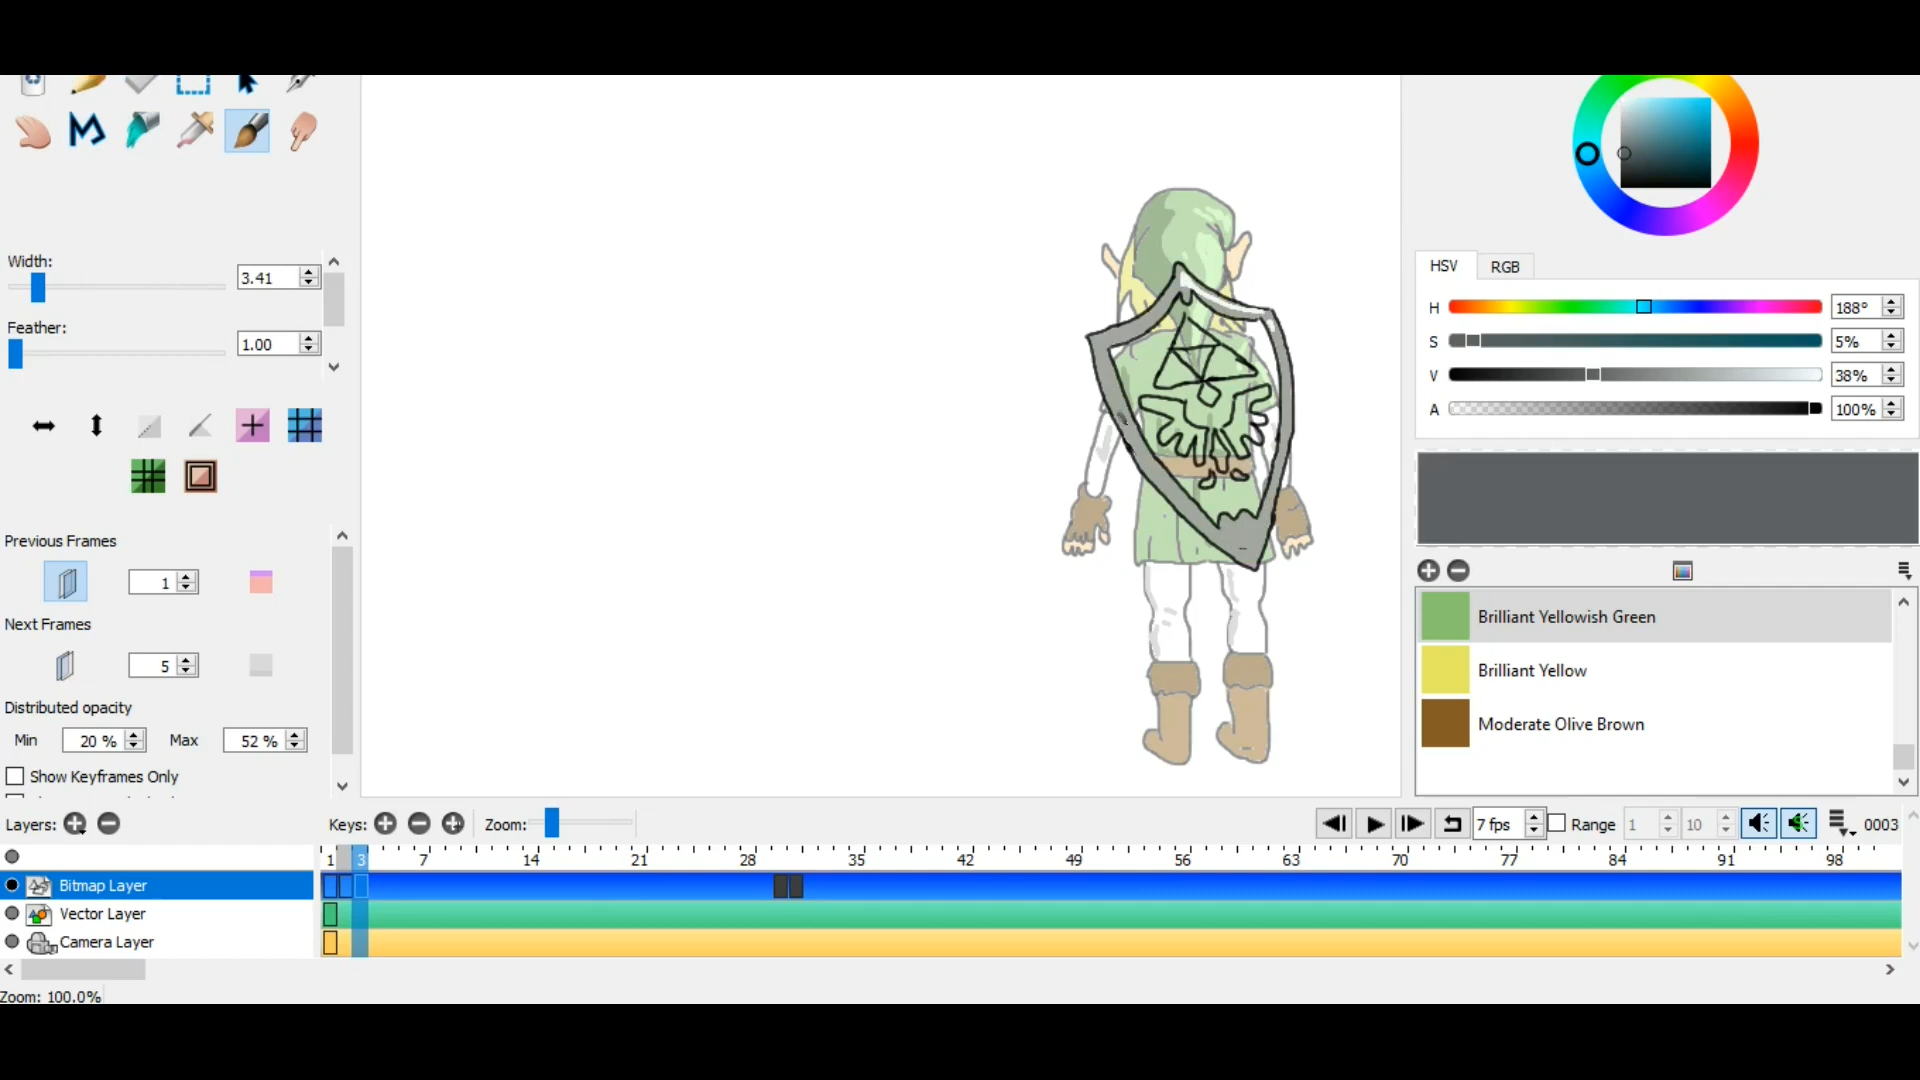 Width:
3.41
Feather:
1.00
Previous Frames
1
Next Frames
5
Distributed opacity
Min 20 % Max 52 %
Show Keyframes Only
HSV RGB
H 188°
S 5%
V 38%
A 100%
Brilliant Yellowish Green
Brilliant Yellow
Moderate Olive Brown
Layers: Keys: Zoom: 7 fps Range 1 10 0003
1 3 7 14 21 28 35 42 49 56 63 70 77 84 91 98
Bitmap Layer
Vector Layer
Camera Layer
Zoom: 100.0%